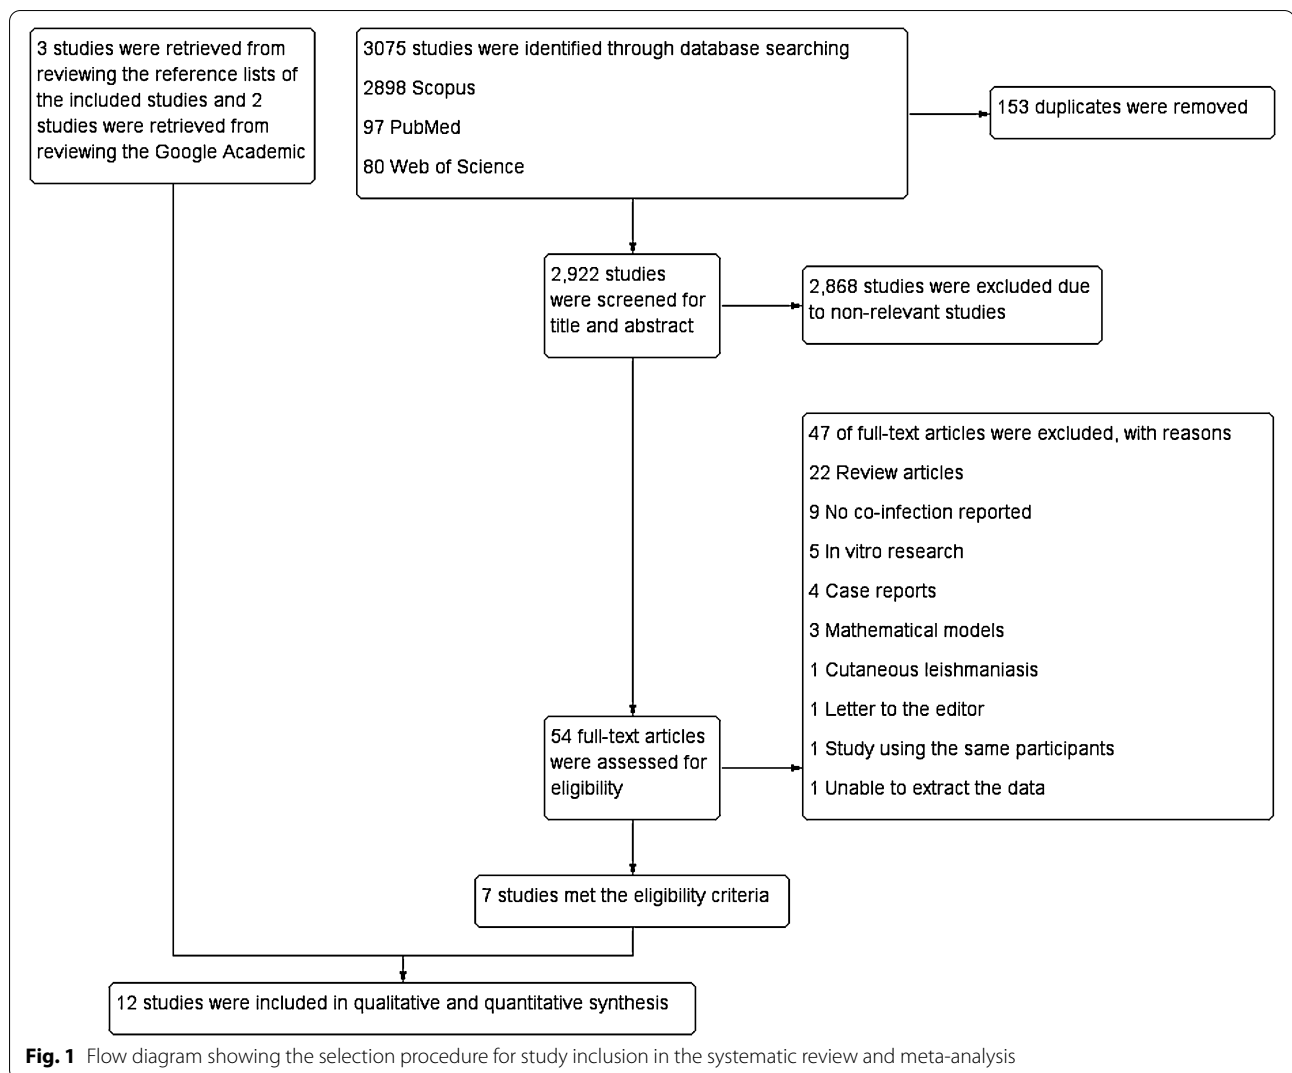 3 studies were retrieved from
reviewing the reference lists of
the included studies and 2
studies were retrieved from
reviewing the Google Academic
3075 studies were identified through database searching
2898 Scopus
97 PubMed
80 Web of Science
153 duplicates were removed
2,922 studies
were screened for
title and abstract
2,868 studies were excluded due
to non-relevant studies
47 of full-text articles were excluded, with reasons
22 Review articles
9 No co-infection reported
5 In vitro research
4 Case reports
3 Mathematical models
1 Cutaneous leishmaniasis
1 Letter to the editor
1 Study using the same participants
1 Unable to extract the data
54 full-text articles
were assessed for
eligibility
7 studies met the eligibility criteria
12 studies were included in qualitative and quantitative synthesis
Fig. 1 Flow diagram showing the selection procedure for study inclusion in the systematic review and meta-analysis